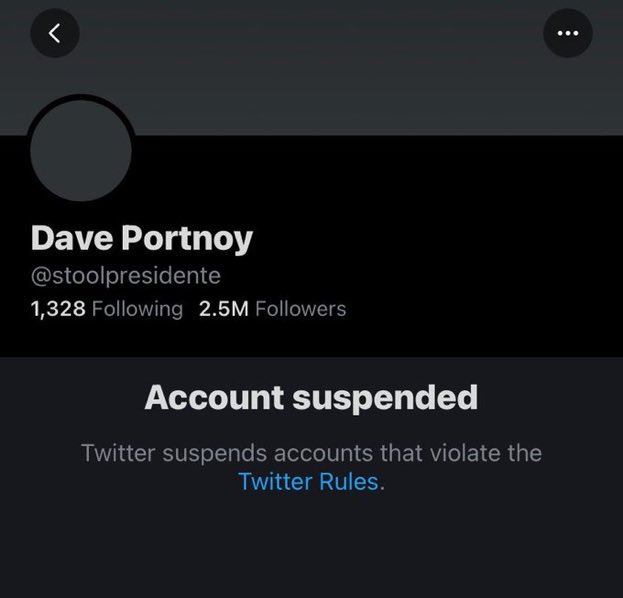 Dave Portnoy
@stoolpresidente
1,328 Following 2.5M Followers
Account suspended
Twitter suspends accounts that violate the
Twitter Rules.